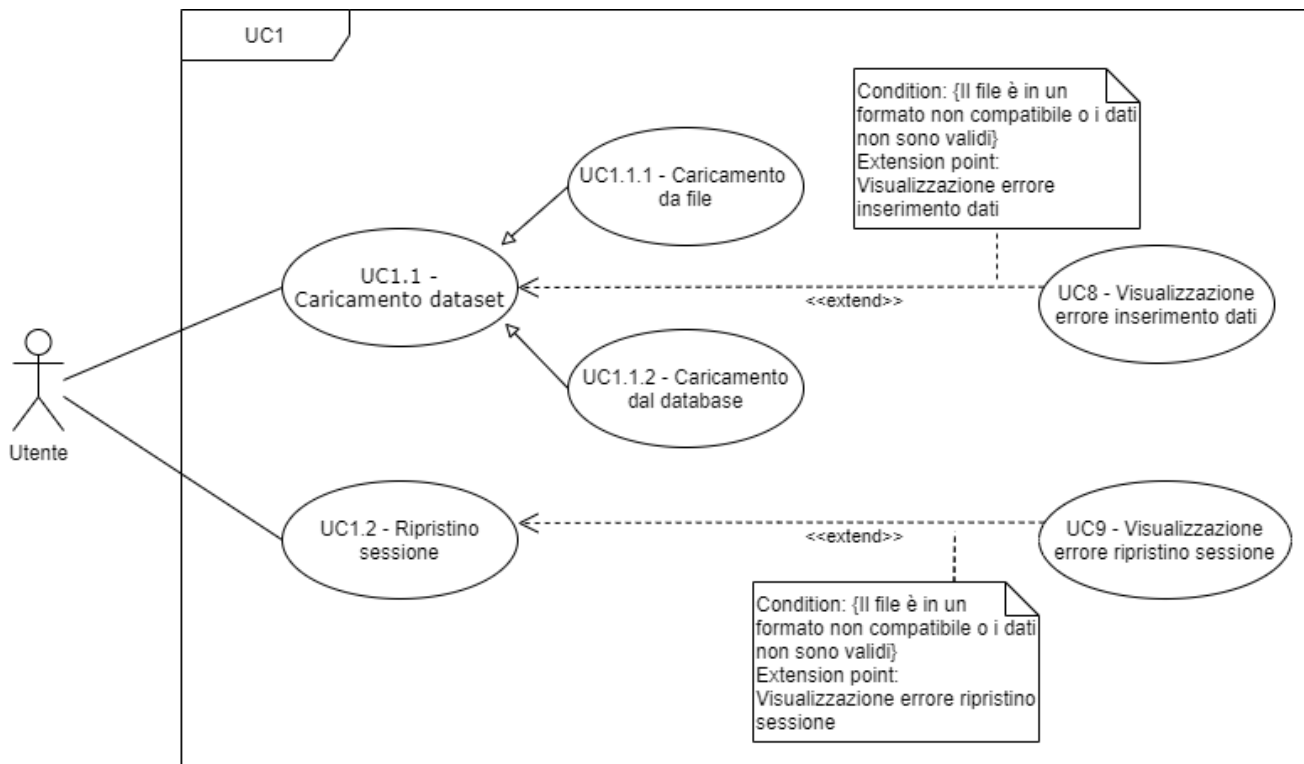 UC1
Condition: {Il file è in un
formato non compatibile o i dati
non sono validi}
Extension point:
Visualizzazione errore
inserimento dati
UC1.1.1 - Caricamento
da file
UC1.1 -
Caricamento dataset
<<extend>>
UC8 - Visualizzazione
errore inserimento dati
UC1.1.2 - Caricamento
dal database
Utente
UC1.2 - Ripristino
sessione
<<extend>>
UC9 - Visualizzazione
errore ripristino sessione
Condition: {Il file è in un
formato non compatibile o i dati
non sono validi}
Extension point:
Visualizzazione errore ripristino
sessione